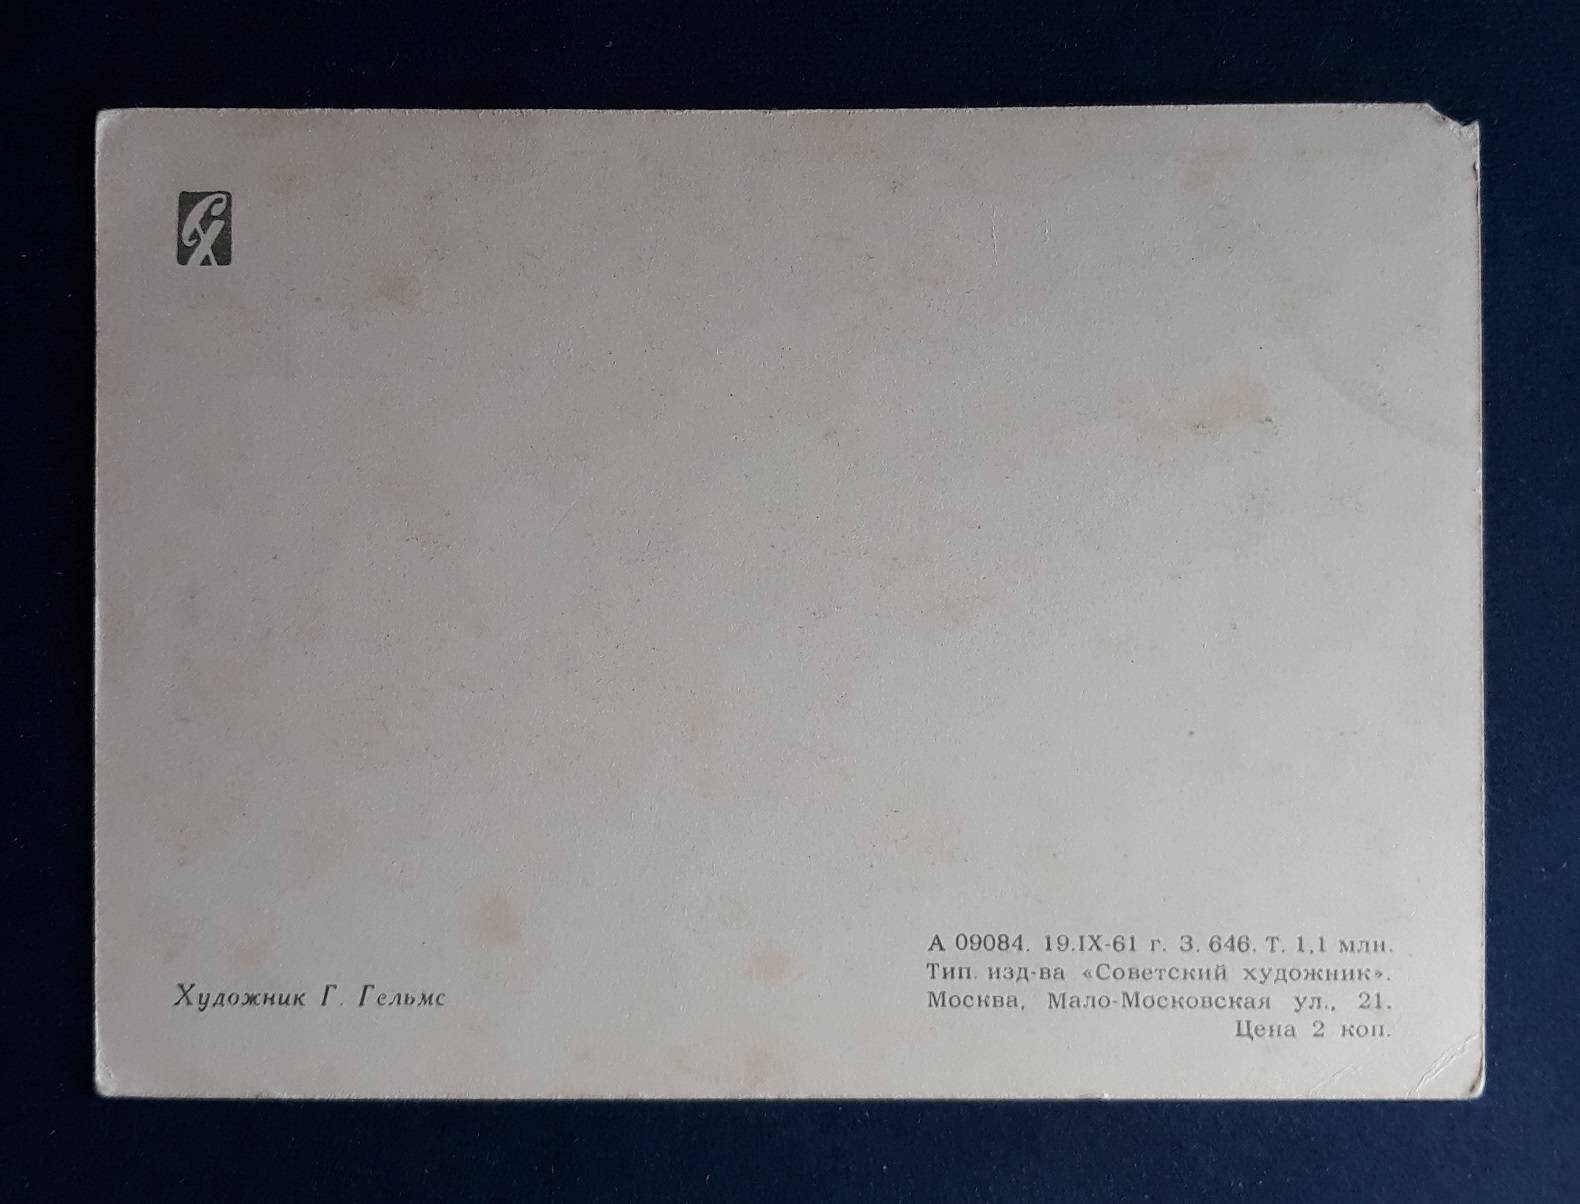 СХ
Художник Г. Гельмс
А 09084. 19.IX-61 г. З. 646. Т. 1,1 млн.
Тип. изд-ва «Советский художник».
Москва, Мало-Московская ул., 21.
Цена 2 коп.